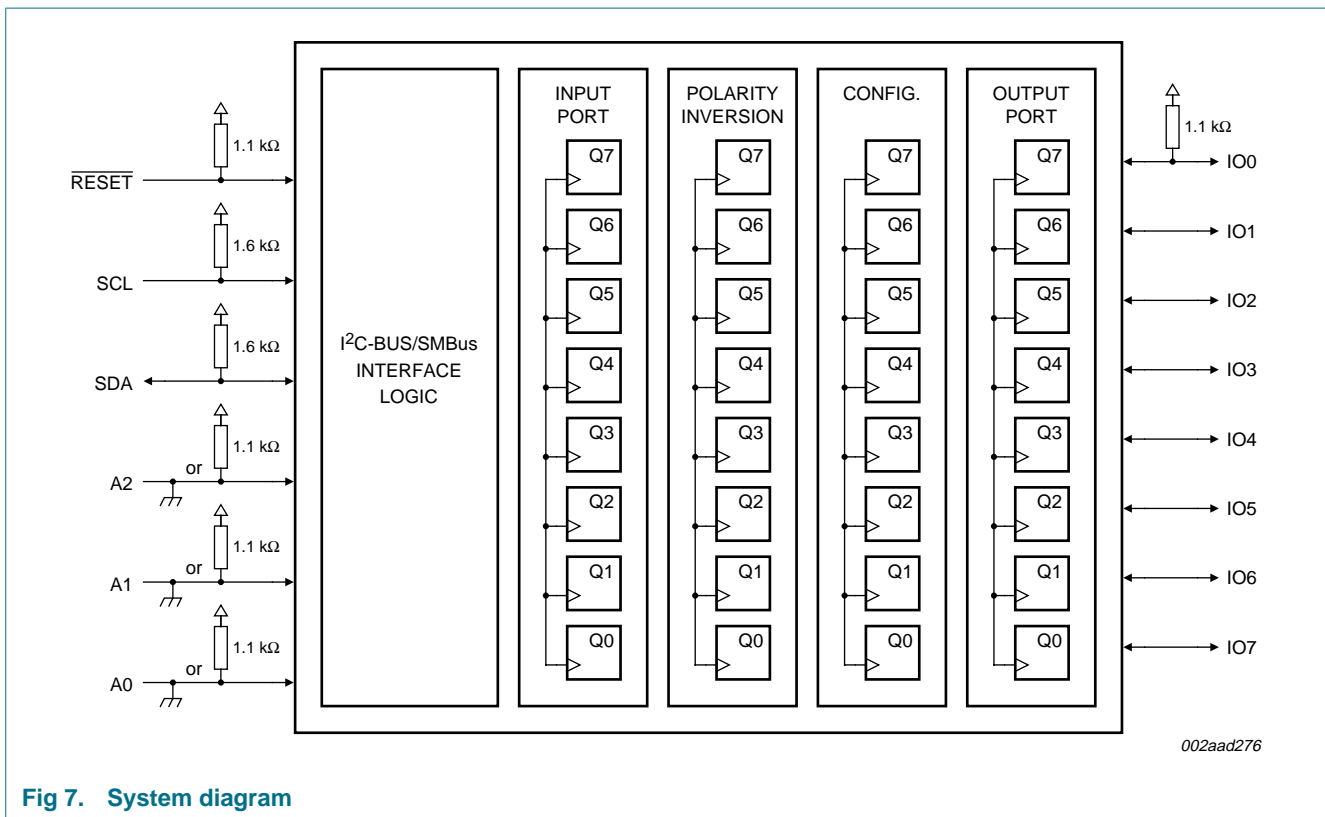 RESET
1.1 kΩ
SCL
1.6 kΩ
SDA
1.6 kΩ
A2
or
1.1 kΩ
A1
or
1.1 kΩ
A0
or
1.1 kΩ
I²C-BUS/SMBus
INTERFACE
LOGIC
INPUT
PORT
Q7
Q6
Q5
Q4
Q3
Q2
Q1
Q0
POLARITY
INVERSION
Q7
Q6
Q5
Q4
Q3
Q2
Q1
Q0
CONFIG.
Q7
Q6
Q5
Q4
Q3
Q2
Q1
Q0
OUTPUT
PORT
Q7
Q6
Q5
Q4
Q3
Q2
Q1
Q0
1.1 kΩ
IO0
IO1
IO2
IO3
IO4
IO5
IO6
IO7
002aad276
Fig 7. System diagram